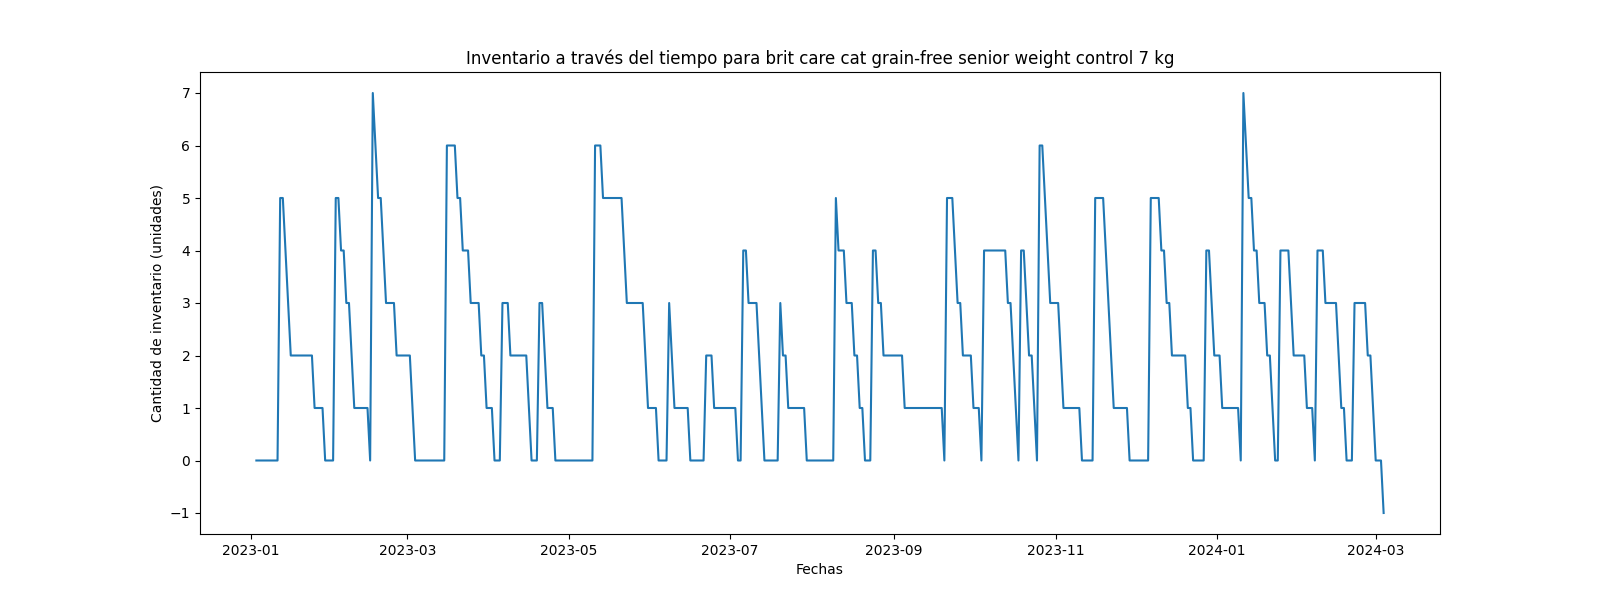 Inventario a través del tiempo para brit care cat grain-free senior weight control 7 kg
Cantidad de inventario (unidades)
7
6
5
4
3
2
1
0
−1
2023-01 2023-03 2023-05 2023-07 2023-09 2023-11 2024-01 2024-03
Fechas